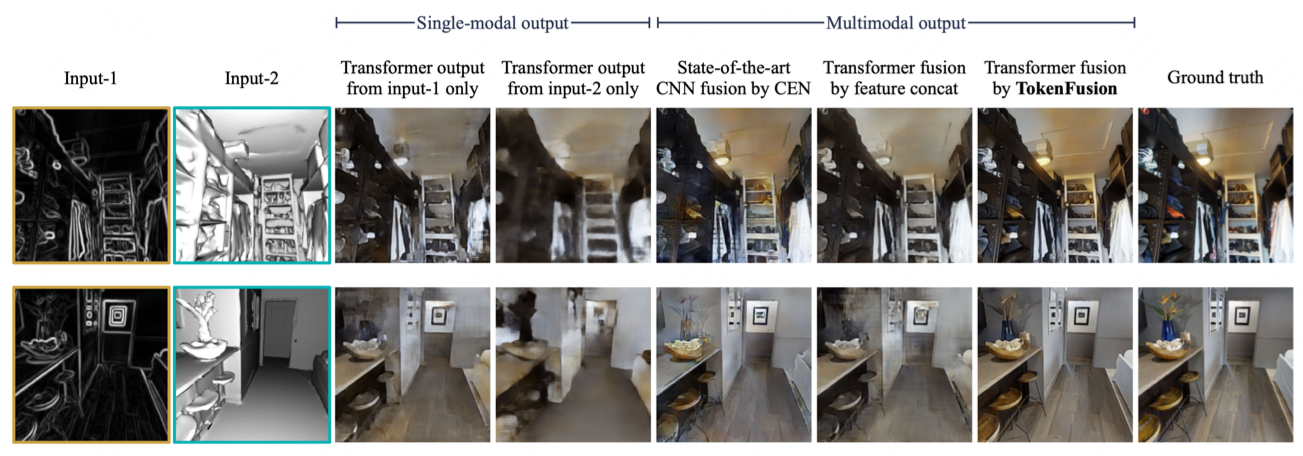 Single-modal output
Multimodal output
Input-1
Input-2
Transformer output
from input-1 only
Transformer output
from input-2 only
State-of-the-art
CNN fusion by CEN
Transformer fusion
by feature concat
Transformer fusion
by TokenFusion
Ground truth